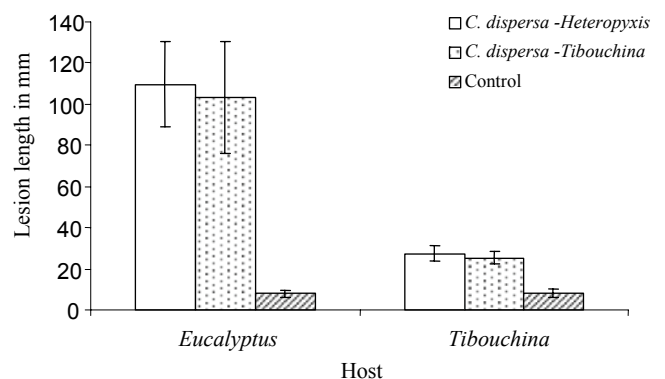 140
120
100
80
60
40
20
0
Lesion length in mm
C. dispersa -Heteropyxis
C. dispersa -Tibouchina
Control
Eucalyptus
Tibouchina
Host